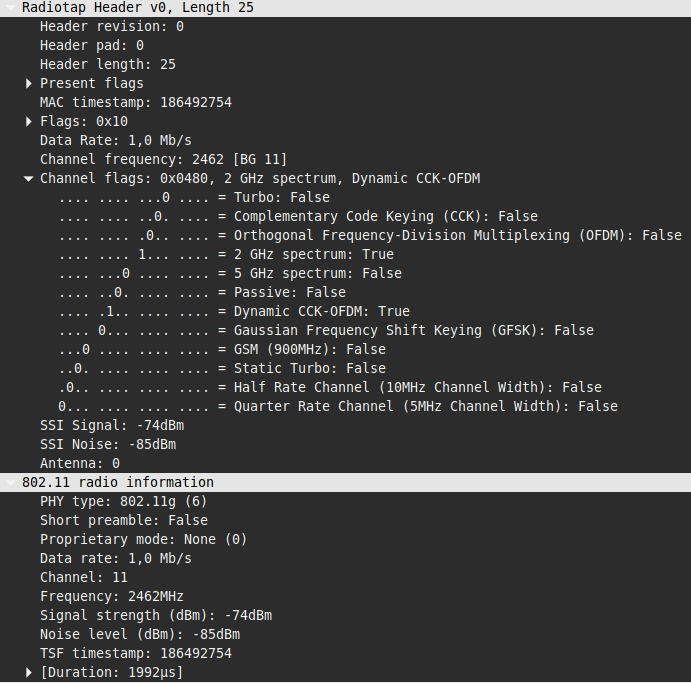 Radiotap Header v0, Length 25
Header revision: 0
Header pad: 0
Header length: 25
Present flags
MAC timestamp: 186492754
Flags: 0x10
Data Rate: 1,0 Mb/s
Channel frequency: 2462 [BG 11]
Channel flags: 0x0480, 2 GHz spectrum, Dynamic CCK-OFDM
.... .... ...0 .... = Turbo: False
.... .... ..0. .... = Complementary Code Keying (CCK): False
.... .... .0.. .... = Orthogonal Frequency-Division Multiplexing (OFDM): False
.... .... 1... .... = 2 GHz spectrum: True
.... ...0 .... .... = 5 GHz spectrum: False
.... ..0. .... .... = Passive: False
.... .1.. .... .... = Dynamic CCK-OFDM: True
.... 0... .... .... = Gaussian Frequency Shift Keying (GFSK): False
...0 .... .... .... = GSM (900MHz): False
..0. .... .... .... = Static Turbo: False
.0.. .... .... .... = Half Rate Channel (10MHz Channel Width): False
0... .... .... .... = Quarter Rate Channel (5MHz Channel Width): False
SSI Signal: -74dBm
SSI Noise: -85dBm
Antenna: 0
802.11 radio information
PHY type: 802.11g (6)
Short preamble: False
Proprietary mode: None (0)
Data rate: 1,0 Mb/s
Channel: 11
Frequency: 2462MHz
Signal strength (dBm): -74dBm
Noise level (dBm): -85dBm
TSF timestamp: 186492754
[Duration: 1992µs]